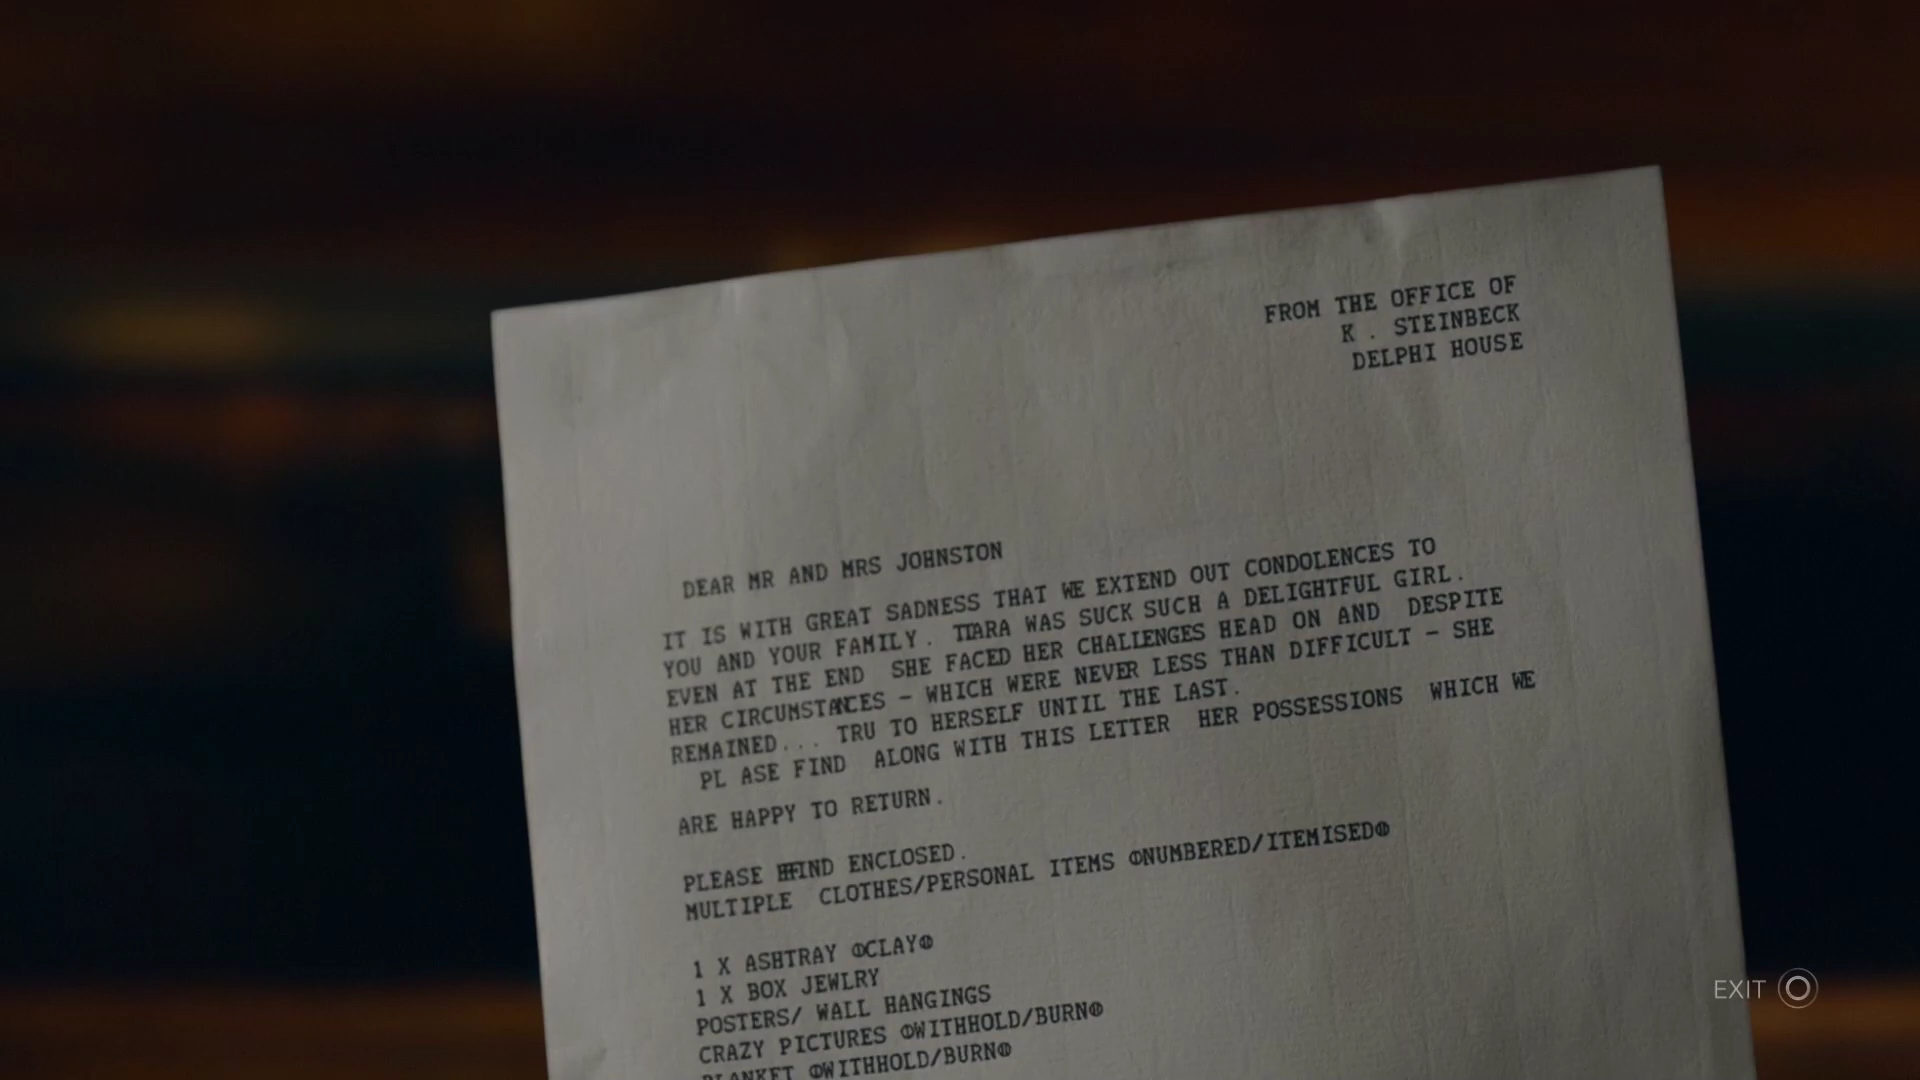 FROM THE OFFICE OF
K . STEINBECK
DELPHI HOUSE
DEAR MR AND MRS JOHNSTON
IT IS WITH GREAT SADNESS THAT WE EXTEND OUT CONDOLENCES TO
YOU AND YOUR FAMILY. TIARA WAS SUCK SUCH A DELIGHTFUL GIRL.
EVEN AT THE END SHE FACED HER CHALLENGES HEAD ON AND DESPITE
HER CIRCUMSTANCES - WHICH WERE NEVER LESS THAN DIFFICULT - SHE
REMAINED... TRU TO HERSELF UNTIL THE LAST.
PL ASE FIND ALONG WITH THIS LETTER HER POSSESSIONS WHICH WE
ARE HAPPY TO RETURN.
PLEASE FIND ENCLOSED.
MULTIPLE CLOTHES/PERSONAL ITEMS ⦶NUMBERED/ITEMISED⦶
1 X ASHTRAY ⦶CLAY⦶
1 X BOX JEWLRY
POSTERS/ WALL HANGINGS
CRAZY PICTURES ⦶WITHHOLD/BURN⦶
BLANKET ⦶WITHHOLD/BURN⦶
EXIT